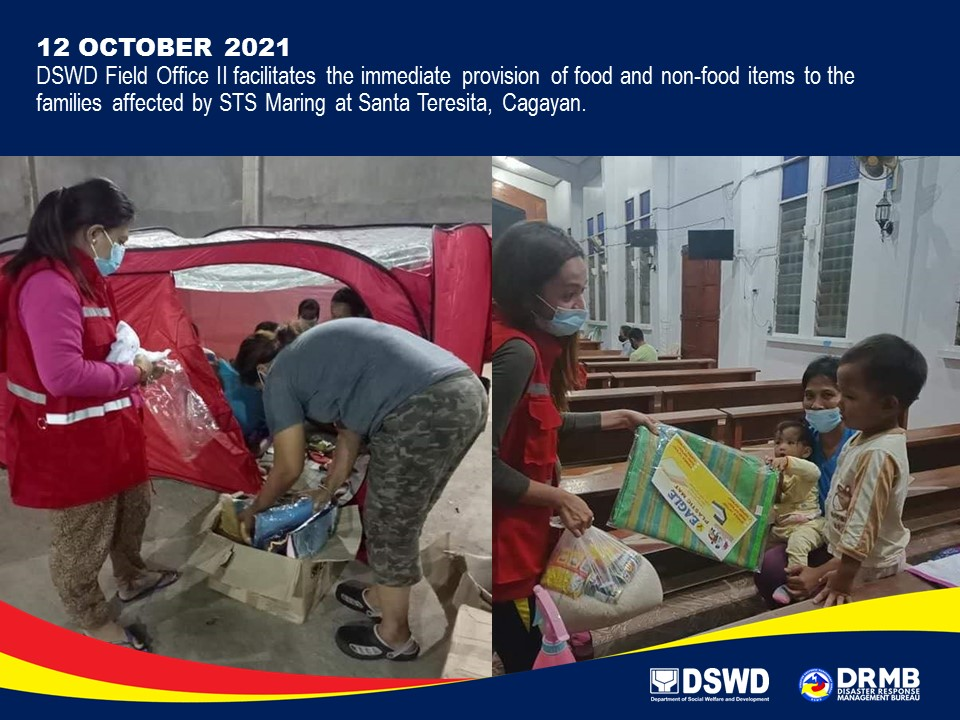 12 OCTOBER 2021
DSWD Field Office II facilitates the immediate provision of food and non-food items to the
families affected by STS Maring at Santa Teresita, Cagayan.
EAGLE
PLASTIC MAT
DSWD
Department of Social Welfare and Development
DRMB
DISASTER RESPONSE
MANAGEMENT BUREAU